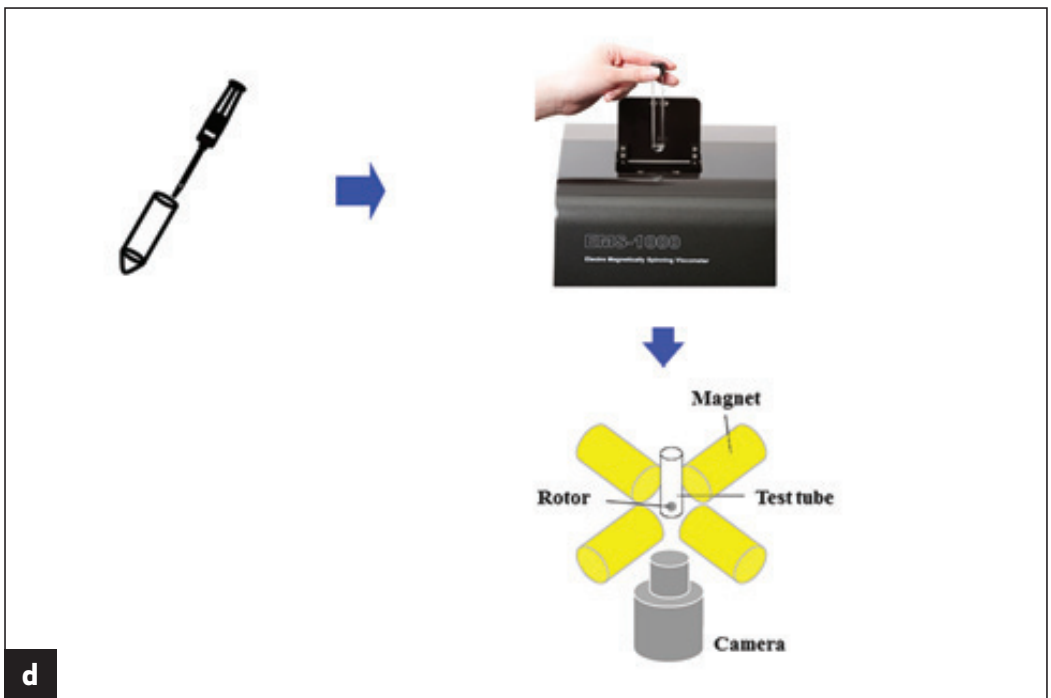 EMS-1000
Electro Magnetically Spinning Viscometer
Magnet
Rotor
Test tube
Camera
d